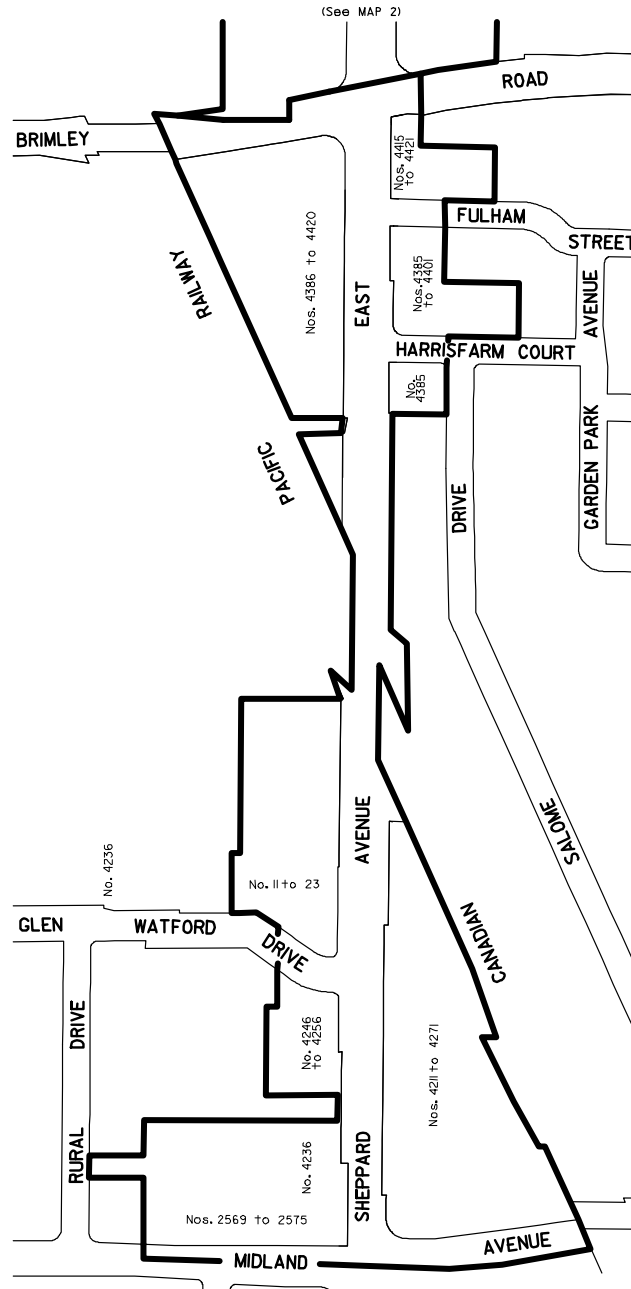 (See MAP 2)
ROAD
BRIMLEY
Nos. 4415
to 4421
FULHAM
STREET
Nos. 4386 to 4420
RAILWAY
EAST
Nos. 4385
to 4401
AVENUE
HARRISFARM COURT
No.
4385
PACIFIC
DRIVE
GARDEN PARK
SALOME
AVENUE
No. 4236
No. 11 to 23
GLEN
WATFORD
DRIVE
CANADIAN
DRIVE
No. 4246
to 4256
Nos. 4211 to 4271
RURAL
No. 4236
SHEPPARD
Nos. 2569 to 2575
MIDLAND
AVENUE